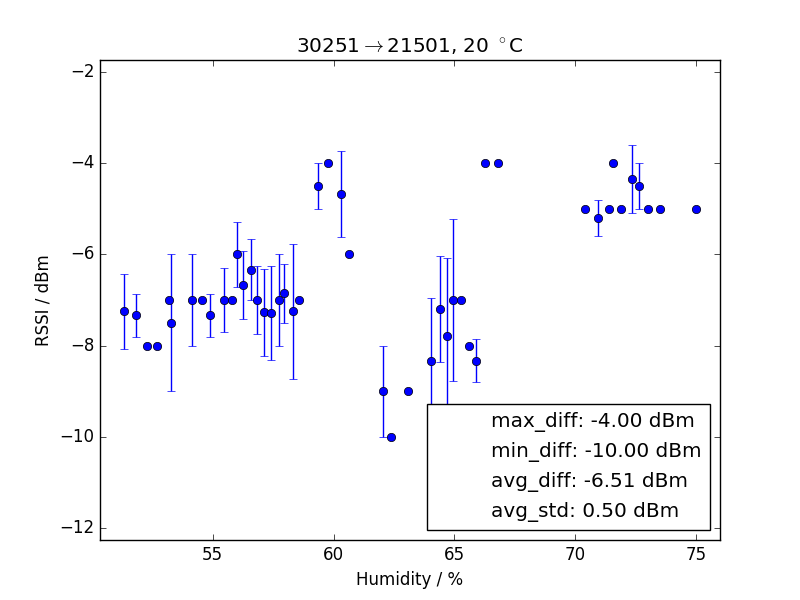 30251→21501, 20 °C
−2
−4
−6
−8
−10
−12
RSSI / dBm
max_diff: -4.00 dBm
min_diff: -10.00 dBm
avg_diff: -6.51 dBm
avg_std: 0.50 dBm
55 60 65 70 75
Humidity / %